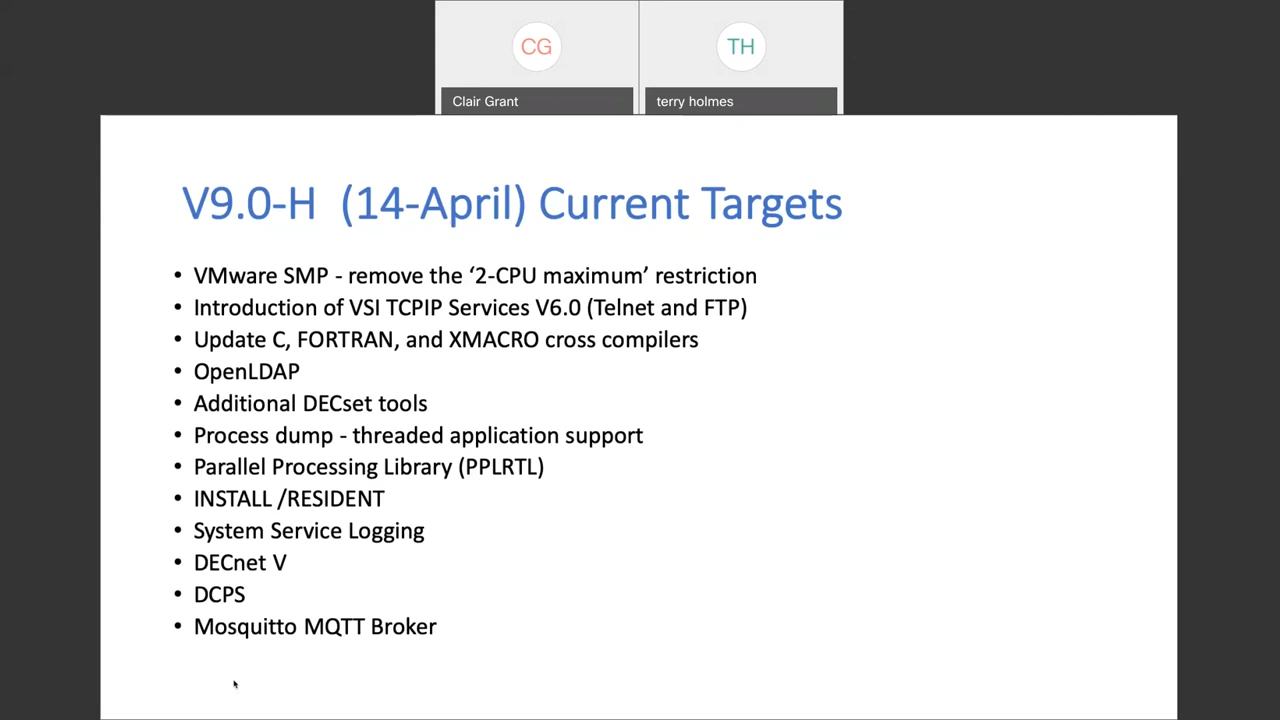 CG
TH
Clair Grant
terry holmes
V9.0-H (14-April) Current Targets
• VMware SMP - remove the ‘2-CPU maximum’ restriction
• Introduction of VSI TCPIP Services V6.0 (Telnet and FTP)
• Update C, FORTRAN, and XMACRO cross compilers
• OpenLDAP
• Additional DECset tools
• Process dump - threaded application support
• Parallel Processing Library (PPLRTL)
• INSTALL /RESIDENT
• System Service Logging
• DECnet V
• DCPS
• Mosquitto MQTT Broker